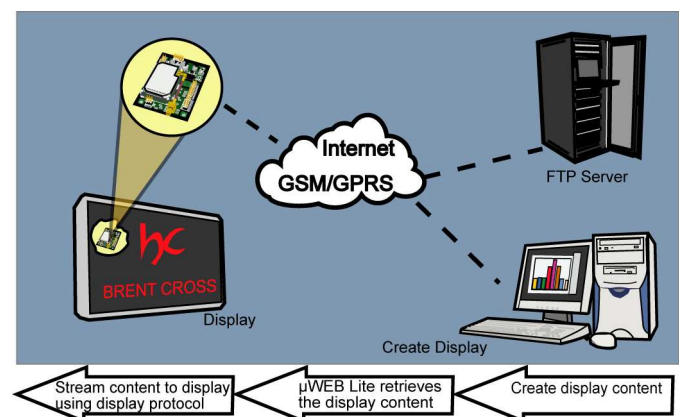 Internet
GSM/GPRS
FTP Server
hc
BRENT CROSS
Display
Create Display
Stream content to display
using display protocol
µWEB Lite retrieves
the display content
Create display content